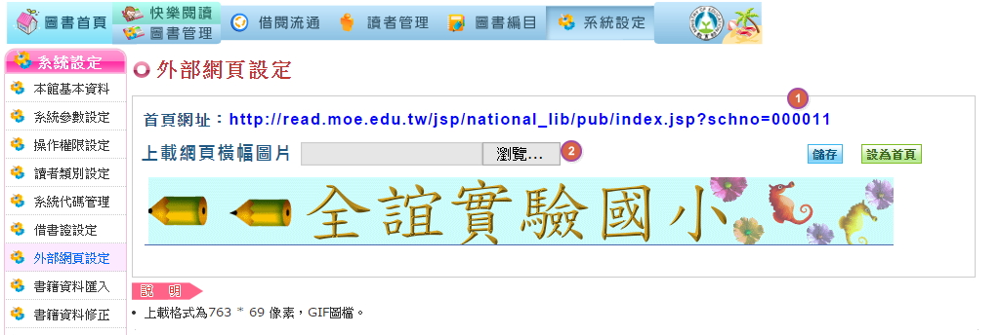 圖書首頁
快樂閱讀
圖書管理
借閱流通
讀者管理
圖書編目
系統設定
系統設定
本館基本資料
系統參數設定
操作權限設定
讀者類別設定
系統代碼管理
借書證設定
外部網頁設定
書籍資料匯入
書籍資料修正
外部網頁設定
1
首頁網址：http://read.moe.edu.tw/jsp/national_lib/pub/index.jsp?schno=000011
上載網頁橫幅圖片 瀏覽... 2 儲存 設為首頁
全誼實驗國小
說 明
• 上載格式為763 * 69 像素，GIF圖檔。